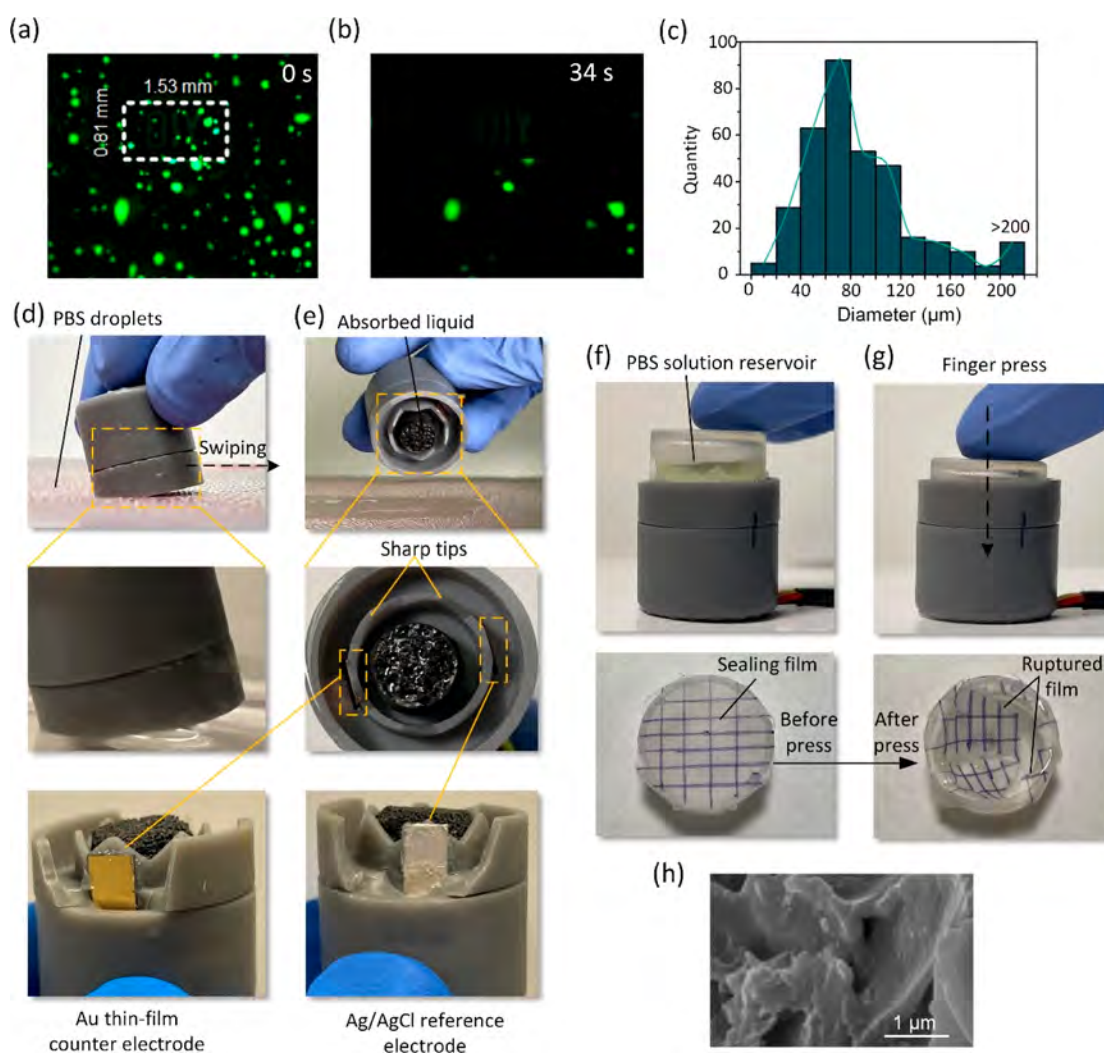 (a)
0 s
1.53 mm
0.81 mm
DIY
(b)
34 s
DIY
(c)
100
80
60
40
20
0
Quantity
>200
0
40
80
120
160
200
Diameter (µm)
(d)
PBS droplets
Swiping
(e)
Absorbed liquid
Sharp tips
Au thin-film
counter electrode
Ag/AgCl reference
electrode
(f)
PBS solution reservoir
(g)
Finger press
Sealing film
Before
press
After
press
Ruptured
film
(h)
1 µm